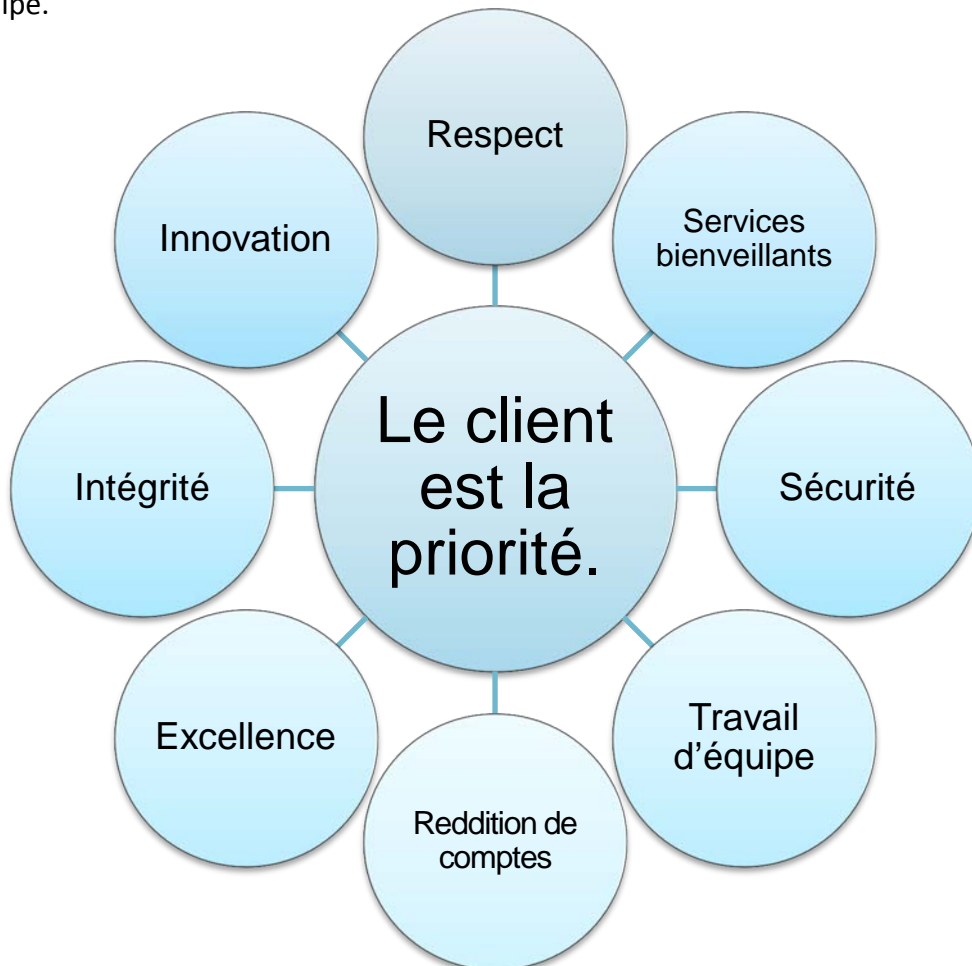 ipe.
Respect
Services
bienveillants
Sécurité
Travail
d’équipe
Reddition de
comptes
Excellence
Intégrité
Innovation
Le client
est la
priorité.